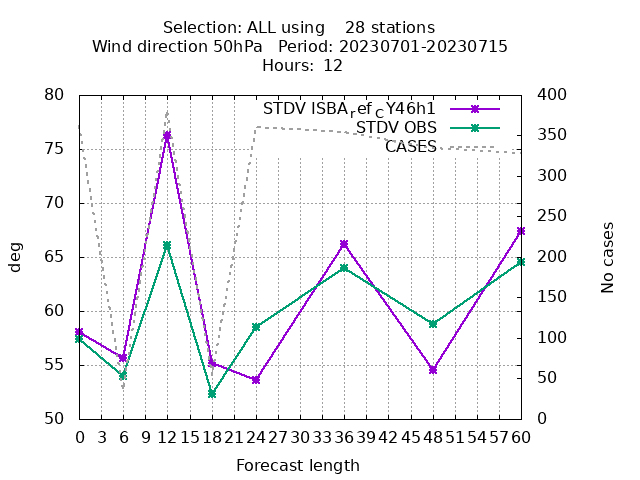 Selection: ALL using 28 stations
Wind direction 50hPa Period: 20230701-20230715
Hours: 12
80 400
STDV ISBA_ref_CY46h1
STDV OBS
CASES
75 350
70 300
65 250
60 200
55 150
50 100
50
0
deg
No cases
0 3 6 9 12 15 18 21 24 27 30 33 36 39 42 45 48 51 54 57 60
Forecast length